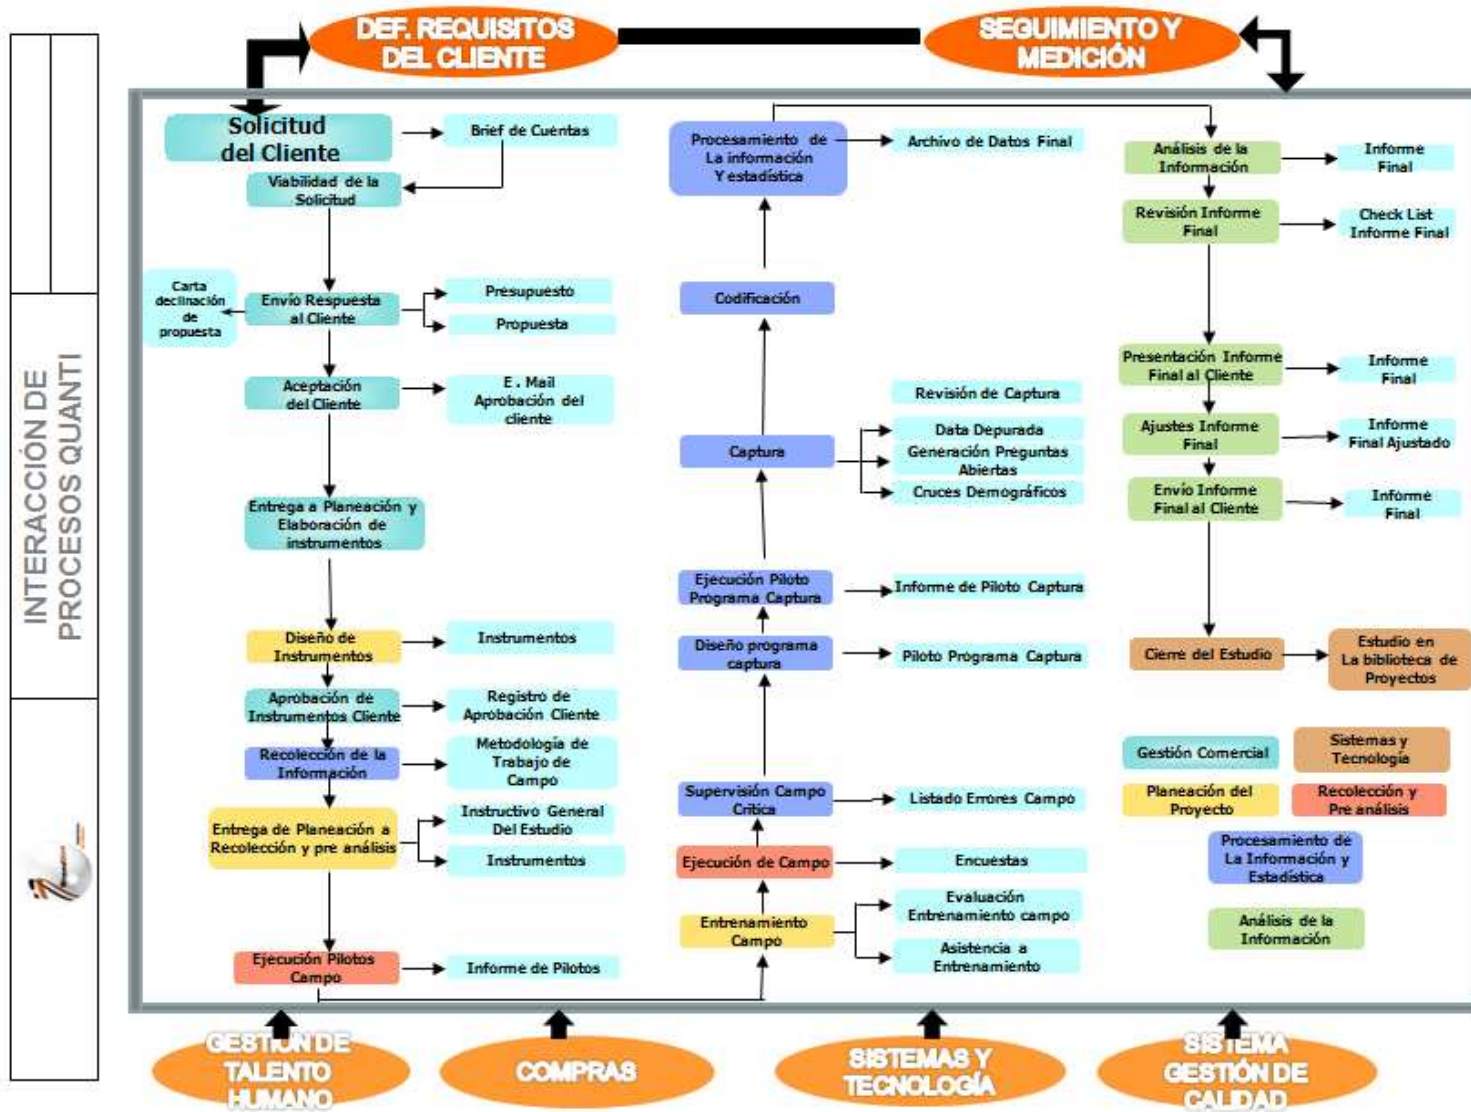 DEF. REQUISITOS
DEL CLIENTE
SEGUIMIENTO Y
MEDICIÓN
INTERACCIÓN DE
PROCESOS QUANTI
Solicitud
del Cliente
Brief de Cuentas
Viabilidad de la
Solicitud
Carta
declinación
de
propuesta
Envío Respuesta
al Cliente
Presupuesto
Propuesta
Aceptación
del Cliente
E. Mail
Aprobación del
cliente
Entrega a Planeación y
Elaboración de
instrumentos
Diseño de
Instrumentos
Instrumentos
Aprobación de
Instrumentos Cliente
Registro de
Aprobación Cliente
Recolección de la
Información
Metodología de
Trabajo de
Campo
Entrega de Planeación a
Recolección y pre análisis
Instructivo General
Del Estudio
Instrumentos
Ejecución Pilotos
Campo
Informe de Pilotos
Procesamiento de
La información
Y estadística
Archivo de Datos Final
Codificación
Revisión de Captura
Captura
Data Depurada
Generación Preguntas
Abiertas
Cruces Demográficos
Ejecución Piloto
Programa Captura
Informe de Piloto Captura
Diseño programa
captura
Piloto Programa Captura
Supervisión Campo
Critica
Listado Errores Campo
Ejecución de Campo
Encuestas
Entrenamiento
Campo
Evaluación
Entrenamiento campo
Asistencia a
Entrenamiento
Análisis de la
Información
Informe
Final
Revisión Informe
Final
Check List
Informe Final
Presentación Informe
Final al Cliente
Informe
Final
Ajustes Informe
Final
Informe
Final Ajustado
Envío Informe
Final al Cliente
Informe
Final
Cierre del Estudio
Estudio en
La biblioteca de
Proyectos
Gestión Comercial
Sistemas y
Tecnología
Planeación del
Proyecto
Recolección y
Pre análisis
Procesamiento de
La Información y
Estadística
Análisis de la
Información
GESTIÓN DE
TALENTO
HUMANO
COMPRAS
SISTEMAS Y
TECNOLOGÍA
SISTEMA
GESTIÓN DE
CALIDAD